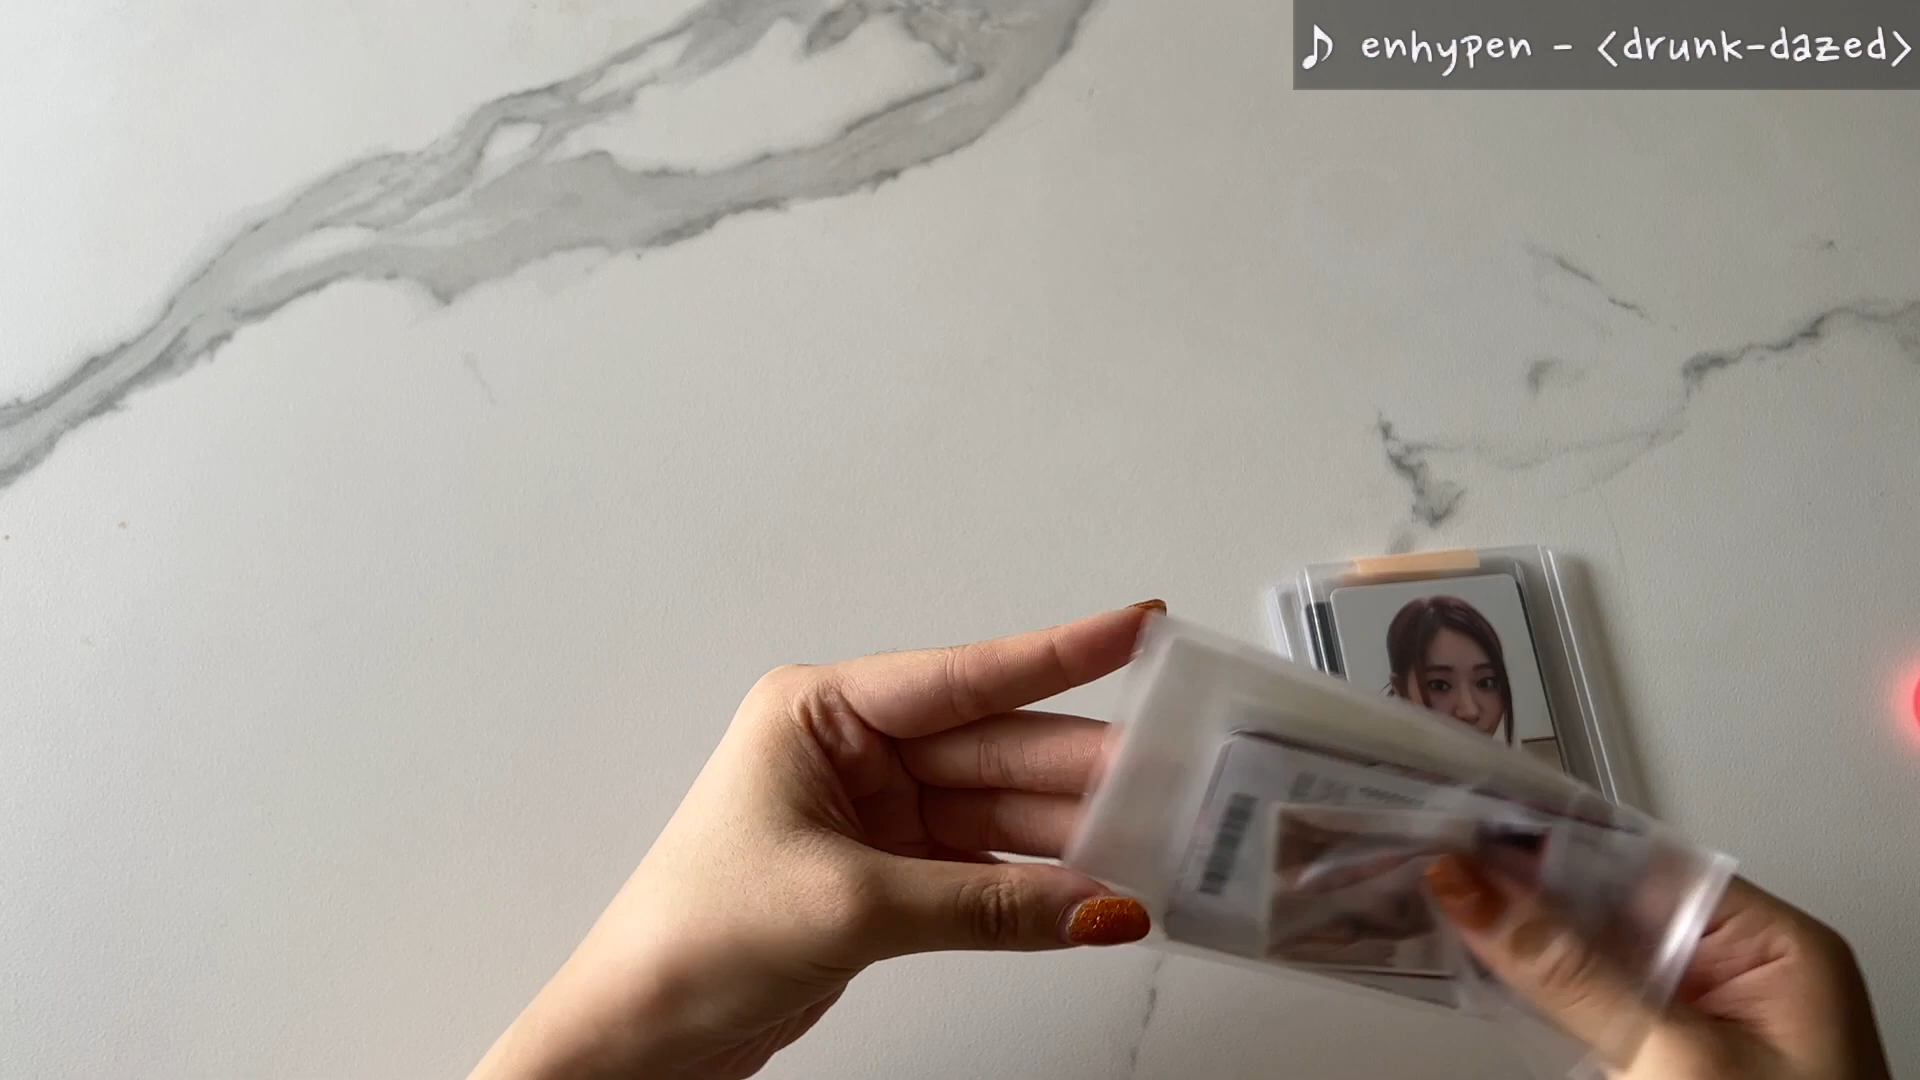 ♪ enhypen - <drunk-dazed>